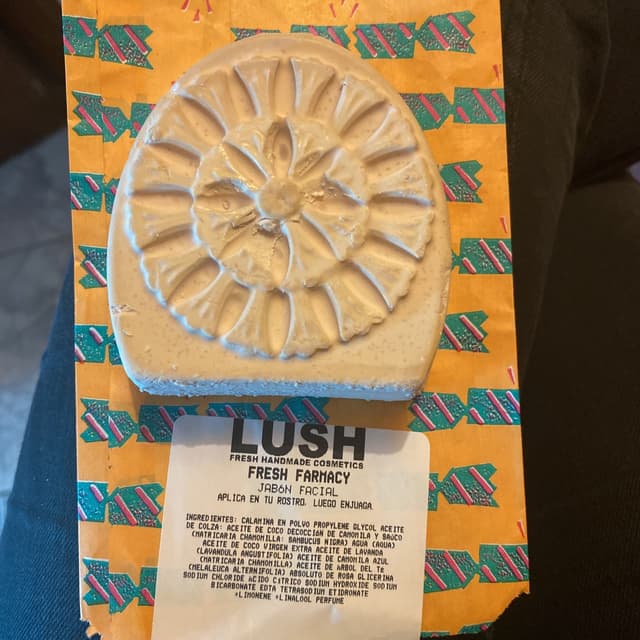 LUSH
FRESH HANDMADE COSMETICS
FRESH FARMACY
JABÓN FACIAL
APLICA EN TU ROSTRO. LUEGO ENJUAGA.
INGREDIENTES: CALAMINA EN POLVO PROPYLENE GLYCOL ACEITE
DE COLZA: ACEITE DE COCO DECOCCIÓN DE CAMOMILA Y SAÚCO
(MATRICARIA CHAMOMILLA: SAMBUCUS NIGRA) AGUA (AQUA)
ACEITE DE COCO VIRGEN EXTRA ACEITE DE LAVANDA
(LAVANDULA ANGUSTIFOLIA) ACEITE DE CAMOMILA AZUL
(MATRICARIA CHAMOMILLA) ACEITE DE ÁRBOL DEL TÉ
(MELALEUCA ALTERNIFOLIA) ABSOLUTO DE ROSA GLICERINA
SODIUM CHLORIDE ÁCIDO CÍTRICO SODIUM HYDROXIDE SODIUM
BICARBONATE EDTA TETRASODIUM ETIDRONATE
*LIMONENE *LINALOOL PERFUME